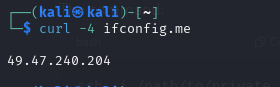 ┌──(kali㉿kali)-[~]
└─$ curl -4 ifconfig.me
49.47.240.204